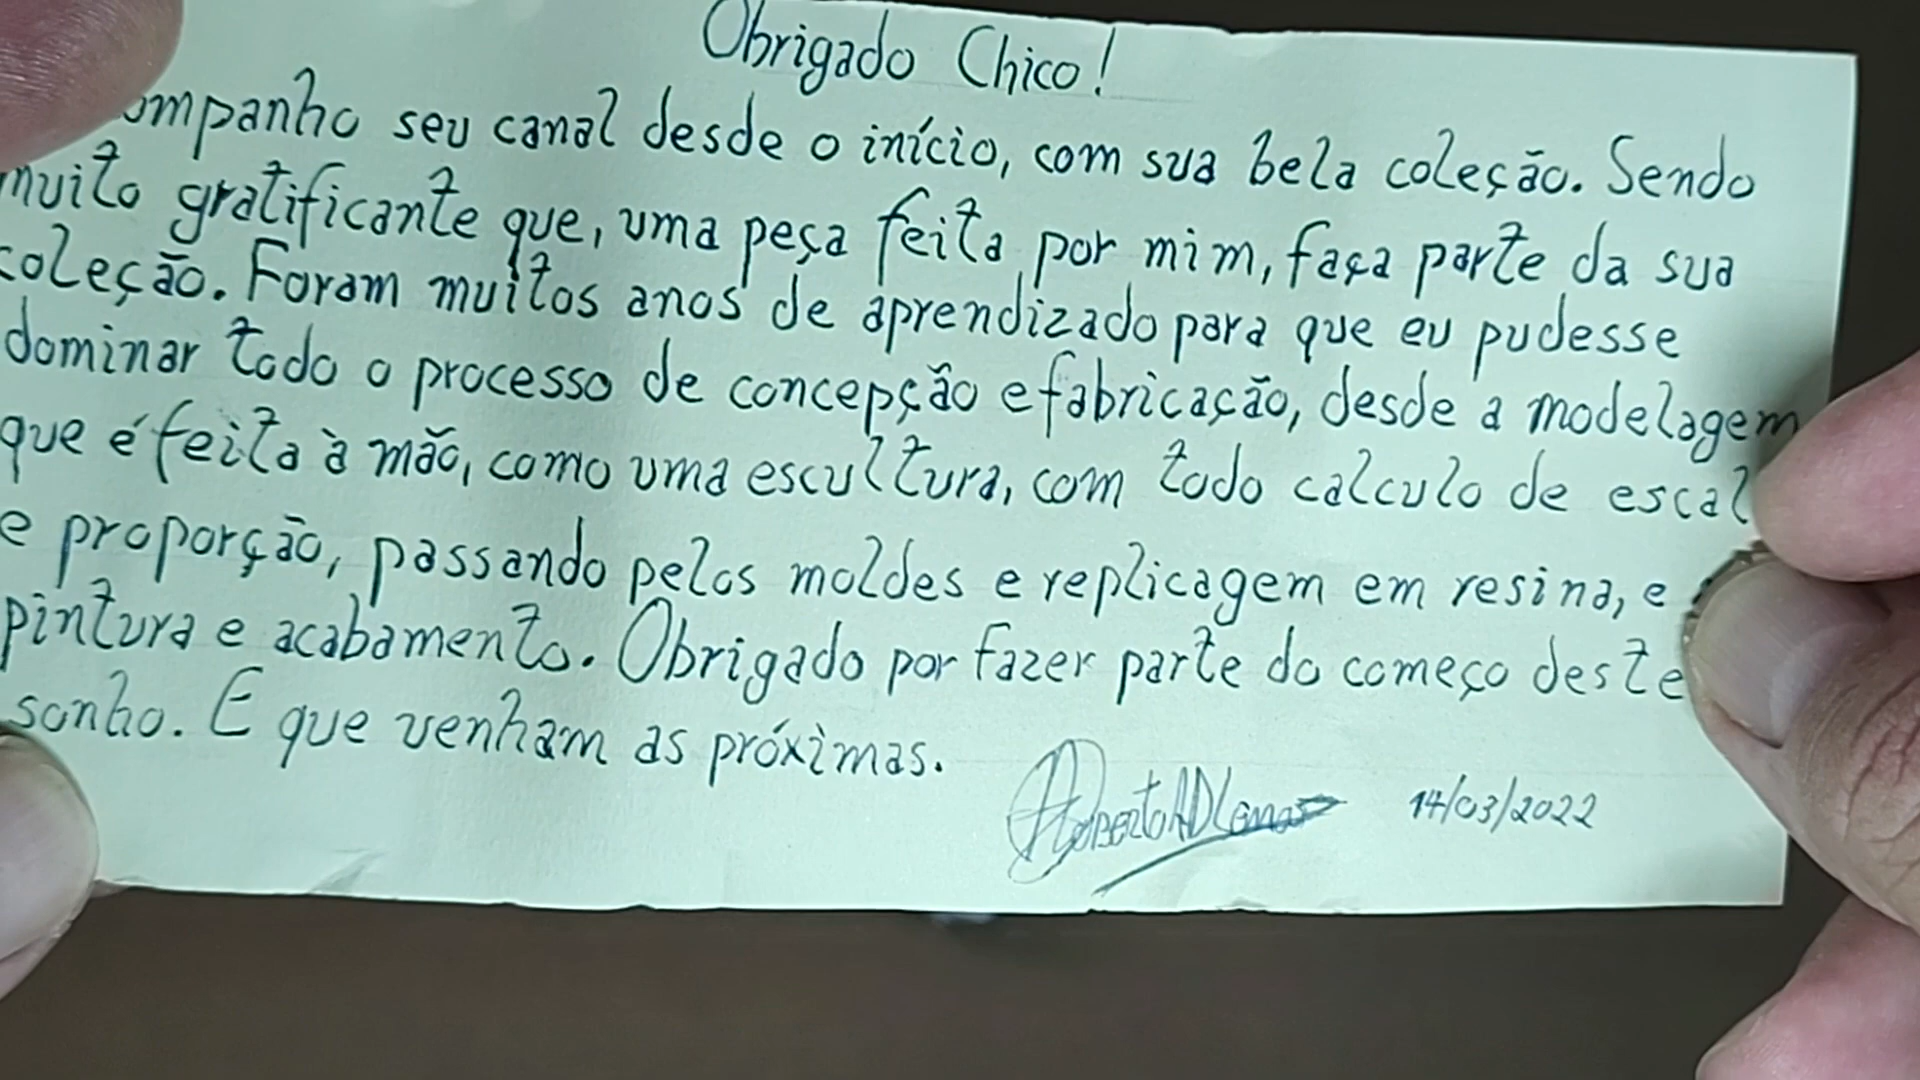 Obrigado Chico!
ompanho seu canal desde o início, com sua bela coleção. Sendo
muito gratificante que, uma peça feita por mim, faça parte da sua
coleção. Foram muitos anos de aprendizado para que eu pudesse
dominar todo o processo de concepção e fabricação, desde a modelagem
que é feita à mão, como uma escultura, com todo calculo de escal
e proporção, passando pelos moldes e replicagem em resina, e
pintura e acabamento. Obrigado por fazer parte do começo deste
sonho. E que venham as próximas.
14/03/2022